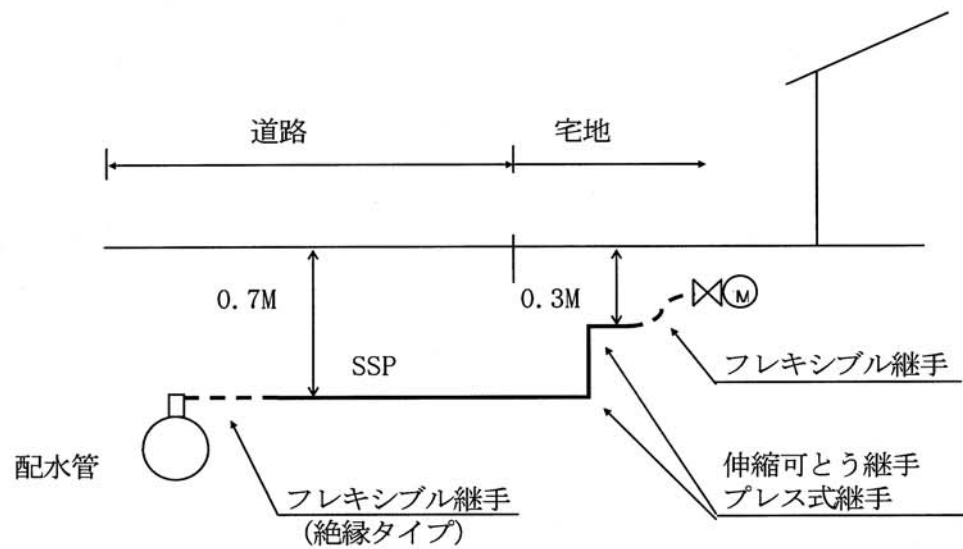 道路
宅地
0.7M
0.3M
M
SSP
フレキシブル継手
配水管
伸縮可とう継手
プレス式継手
フレキシブル継手
(絶縁タイプ)